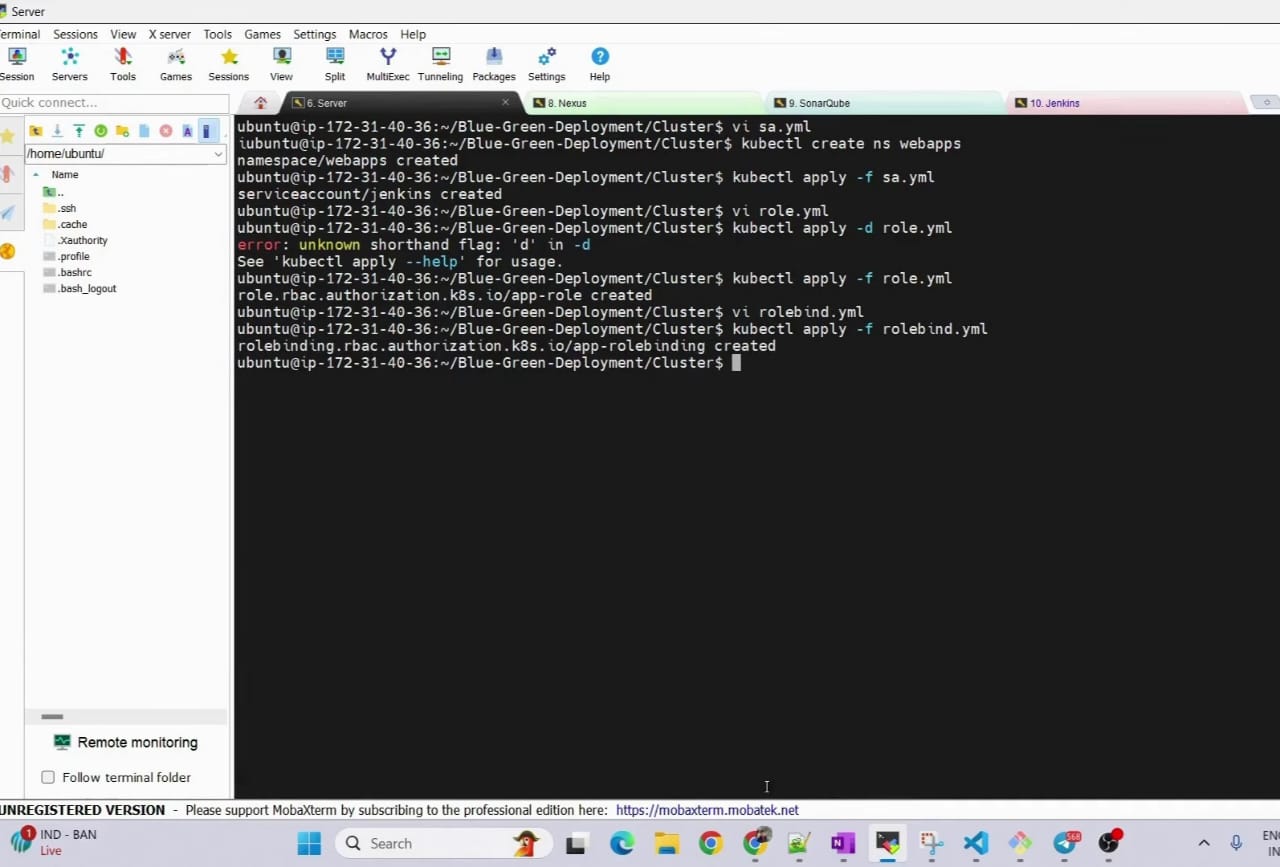 Server
Terminal Sessions View X server Tools Games Settings Macros Help
Session Servers Tools Games Sessions View Split MultiExec Tunneling Packages Settings Help
Quick connect...
6. Server
8. Nexus
9. SonarQube
10. Jenkins
/home/ubuntu/
Name
..
.ssh
.cache
.Xauthority
.profile
.bashrc
.bash_logout
ubuntu@ip-172-31-40-36:~/Blue-Green-Deployment/Cluster$ vi sa.yml
iubuntu@ip-172-31-40-36:~/Blue-Green-Deployment/Cluster$ kubectl create ns webapps
namespace/webapps created
ubuntu@ip-172-31-40-36:~/Blue-Green-Deployment/Cluster$ kubectl apply -f sa.yml
serviceaccount/jenkins created
ubuntu@ip-172-31-40-36:~/Blue-Green-Deployment/Cluster$ vi role.yml
ubuntu@ip-172-31-40-36:~/Blue-Green-Deployment/Cluster$ kubectl apply -d role.yml
error: unknown shorthand flag: 'd' in -d
See 'kubectl apply --help' for usage.
ubuntu@ip-172-31-40-36:~/Blue-Green-Deployment/Cluster$ kubectl apply -f role.yml
role.rbac.authorization.k8s.io/app-role created
ubuntu@ip-172-31-40-36:~/Blue-Green-Deployment/Cluster$ vi rolebind.yml
ubuntu@ip-172-31-40-36:~/Blue-Green-Deployment/Cluster$ kubectl apply -f rolebind.yml
rolebinding.rbac.authorization.k8s.io/app-rolebinding created
ubuntu@ip-172-31-40-36:~/Blue-Green-Deployment/Cluster$
Remote monitoring
Follow terminal folder
UNREGISTERED VERSION - Please support MobaXterm by subscribing to the professional edition here: https://mobaxterm.mobatek.net
1
IND - BAN
Live
Search
568
ENG
IN